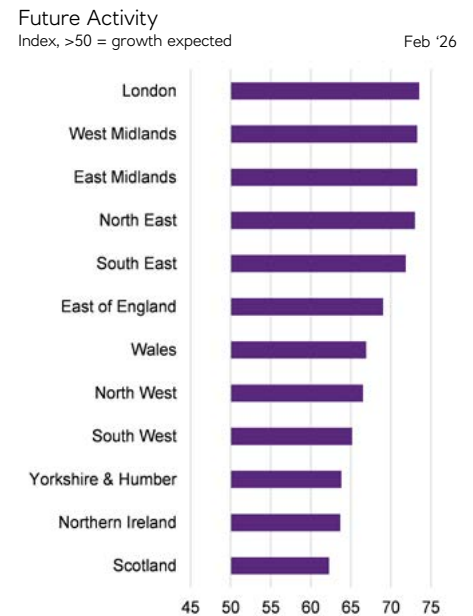 Future Activity
Index, >50 = growth expected
Feb ‘26
London
West Midlands
East Midlands
North East
South East
East of England
Wales
North West
South West
Yorkshire & Humber
Northern Ireland
Scotland
45 50 55 60 65 70 75